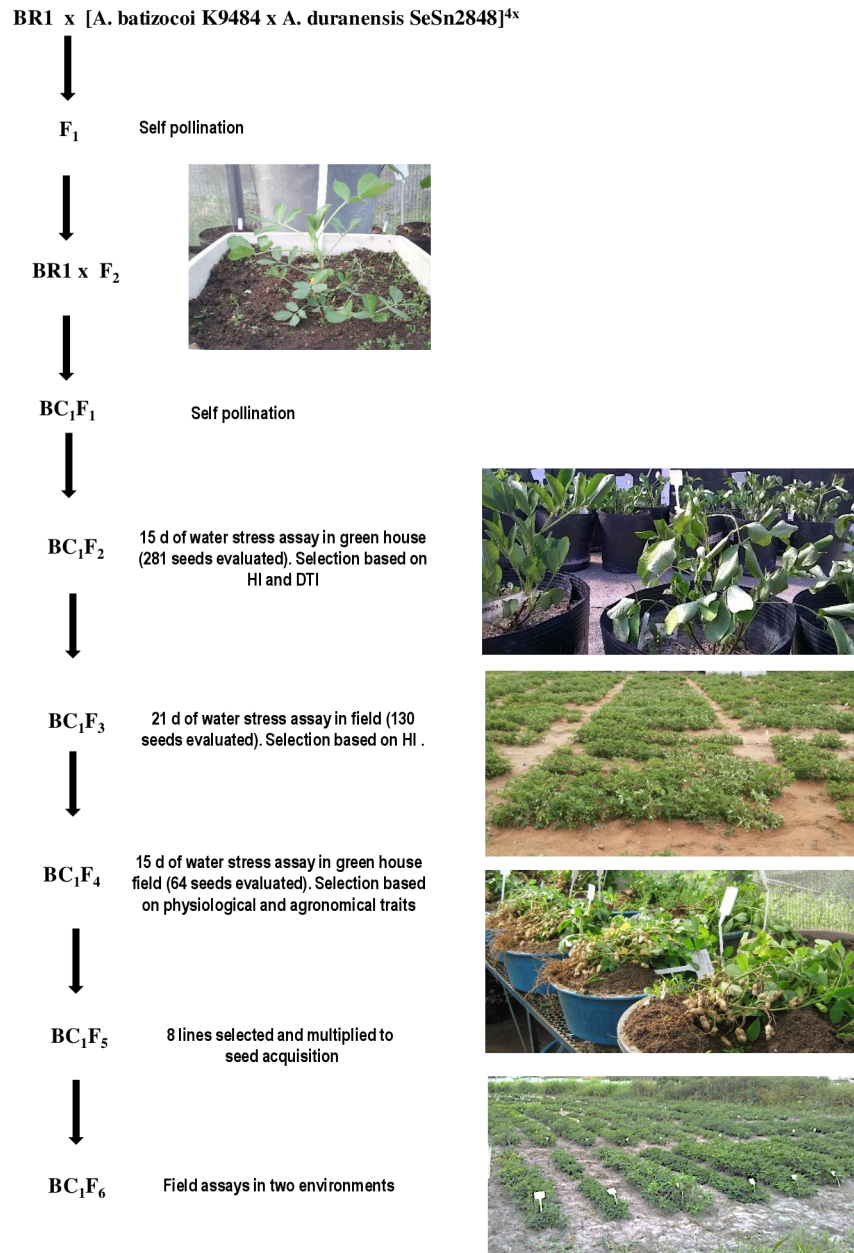 BR1 x [A. batizocoi K9484 x A. duranensis SeSn2848]⁴ˣ
F₁ Self pollination
BR1 x F₂
BC₁F₁ Self pollination
15 d of water stress assay in green house
BC₁F₂ (281 seeds evaluated). Selection based on
HI and DTI
BC₁F₃ 21 d of water stress assay in field (130
seeds evaluated). Selection based on HI .
15 d of water stress assay in green house
BC₁F₄ field (64 seeds evaluated). Selection based
on physiological and agronomical traits
BC₁F₅ 8 lines selected and multiplied to
seed acquisition
BC₁F₆ Field assays in two environments